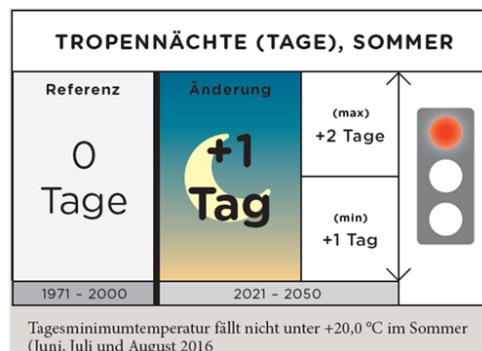 TROPENNÄCHTE (TAGE), SOMMER
Referenz
0
Tage
Änderung
+1
Tag
(max)
+2 Tage
(min)
+1 Tag
1971 – 2000
2021 – 2050
Tagesminimumtemperatur fällt nicht unter +20,0 °C im Sommer
(Juni, Juli und August 2016